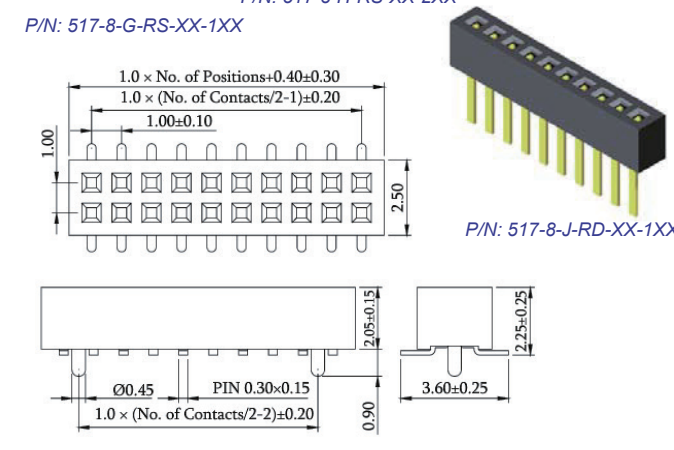 P/N: 517-8-G-RS-XX-1XX
1.0 × No. of Positions+0.40±0.30
1.0 × (No. of Contacts/2-1)±0.20
1.00±0.10
1.00
2.50
P/N: 517-8-J-RD-XX-1XX
2.05±0.15
2.25±0.25
Ø0.45
PIN 0.30×0.15
3.60±0.25
1.0 × (No. of Contacts/2-2)±0.20
0.90